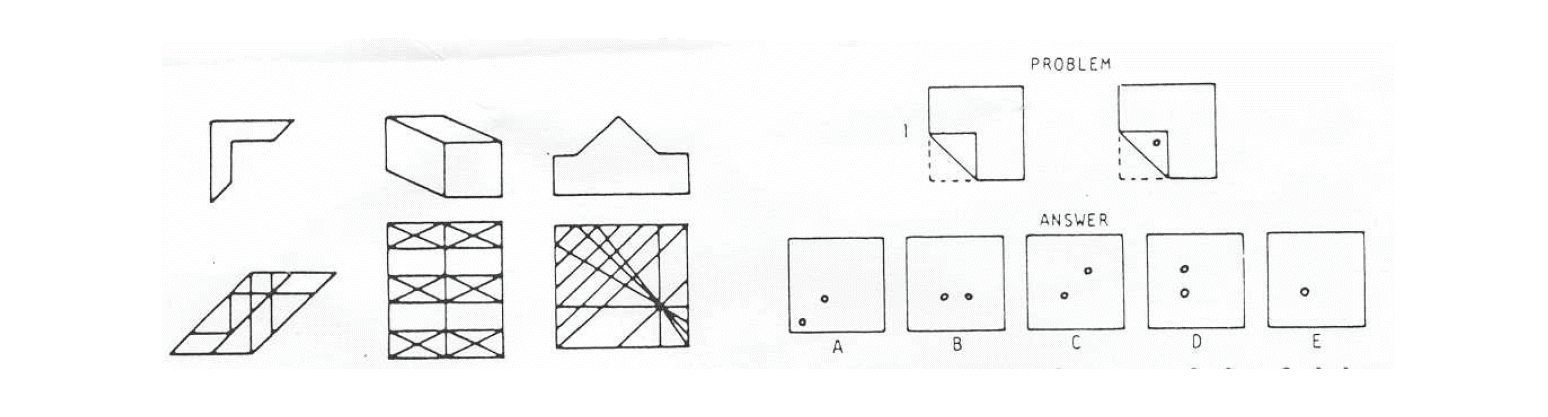 PROBLEM
1
ANSWER
A B C D E